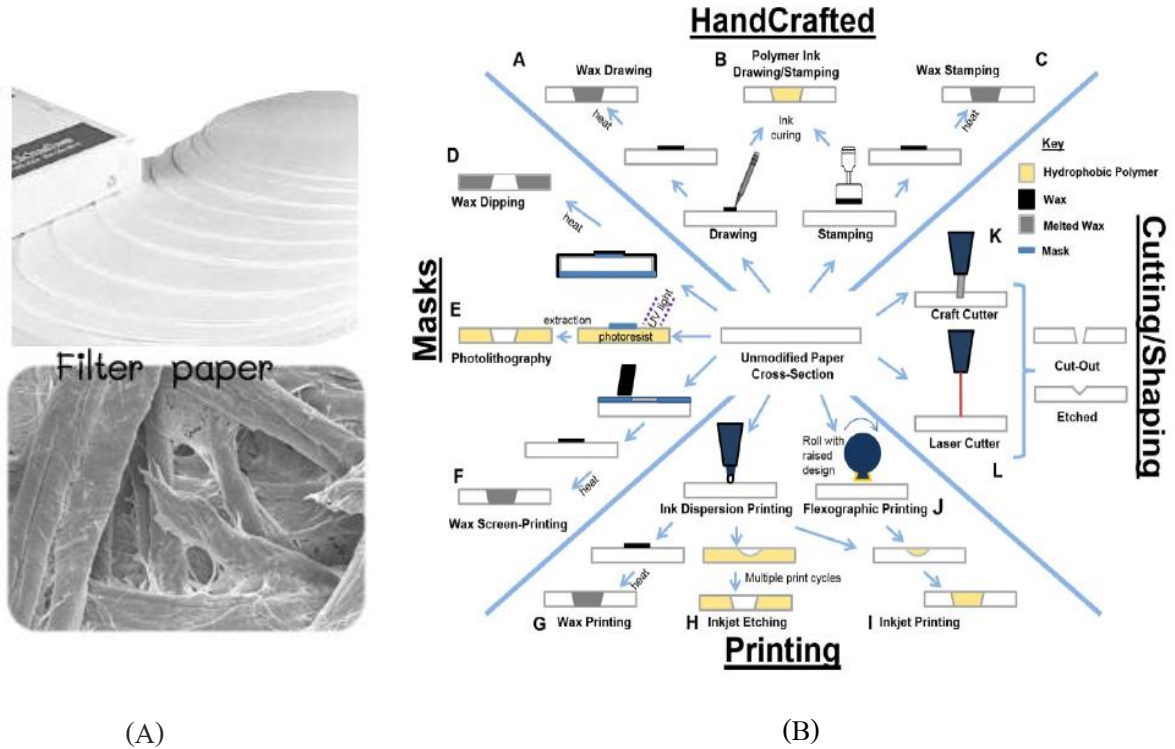 Filter paper
(A)
HandCrafted
A
Wax Drawing
heat
B
Polymer Ink
Drawing/Stamping
Ink
curing
Wax Stamping
C
heat
Drawing
Stamping
Key
Hydrophobic Polymer
Wax
Melted Wax
Mask
Masks
D
Wax Dipping
heat
E
Photolithography
extraction
photoresist
UV light
F
Wax Screen-Printing
heat
Unmodified Paper
Cross-Section
Cutting/Shaping
K
Craft Cutter
Laser Cutter
L
Cut-Out
Etched
Ink Dispersion Printing
Roll with
raised
design
Flexographic Printing
J
heat
G
Wax Printing
Multiple print cycles
H
Inkjet Etching
I
Inkjet Printing
Printing
(B)